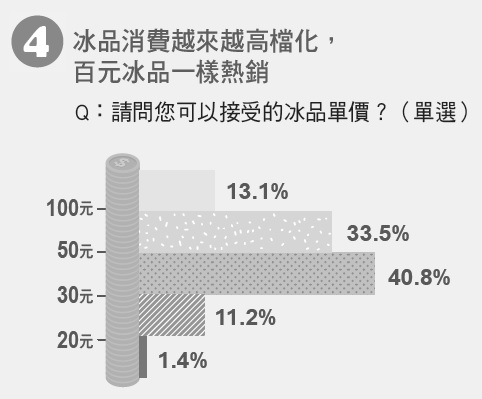 4 冰品消費越來越高檔化，
百元冰品一樣熱銷
Q：請問您可以接受的冰品單價？（單選）
$
13.1%
100元
33.5%
50元
40.8%
30元
11.2%
20元
1.4%